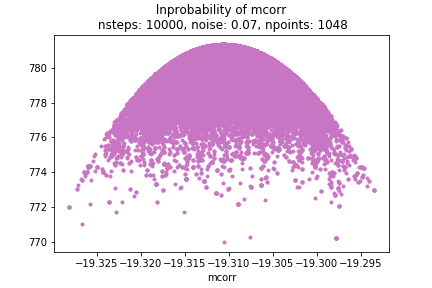 lnprobability of mcorr
nsteps: 10000, noise: 0.07, npoints: 1048
780
778
776
774
772
770
−19.325 −19.320 −19.315 −19.310 −19.305 −19.300 −19.295
mcorr